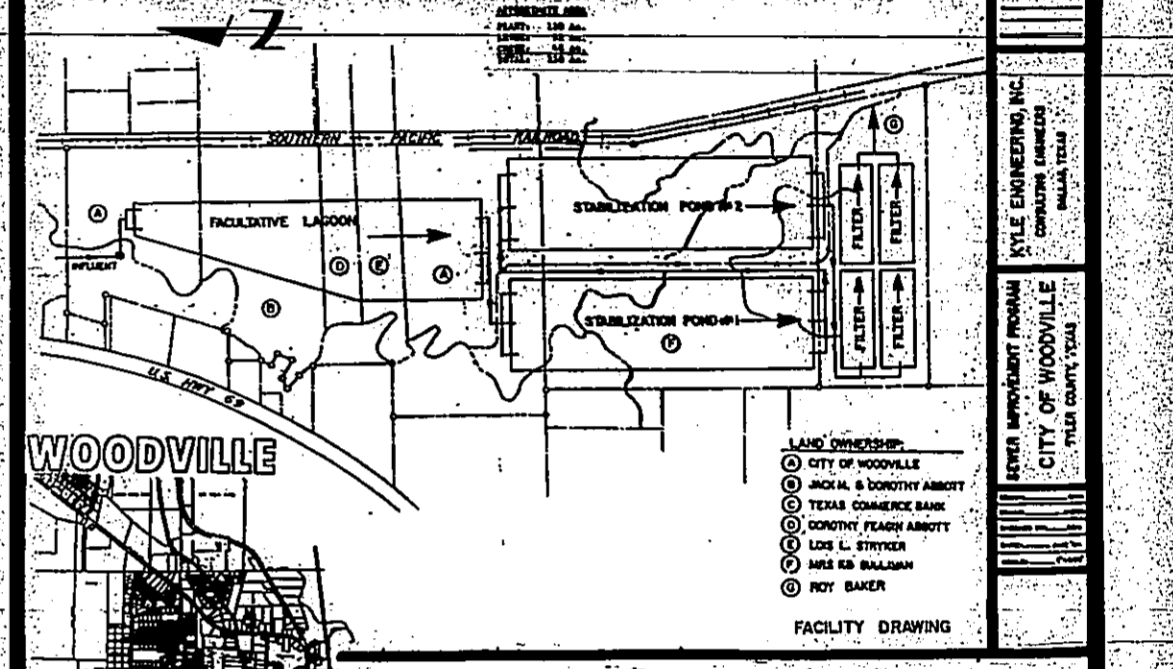 N
PLANT: 120 Ac.
SOUTHERN PACIFIC RAILROAD
G
A
FACULTATIVE LAGOON
INFLUENT
D
E
A
B
STABILIZATION POND #2
STABILIZATION POND #1
F
FILTER
FILTER
FILTER
FILTER
U.S. HWY 69
WOODVILLE
LAND OWNERSHIP:
A CITY OF WOODVILLE
B JACK M. & DOROTHY ABBOTT
C TEXAS COMMERCE BANK
D DOROTHY FEAGIN ABBOTT
E LOIS L. STRYKER
F MRS SULLIVAN
G ROY BAKER
FACILITY DRAWING
KYLE ENGINEERING, INC.
CONSULTING ENGINEERS
DALLAS, TEXAS
SEWER IMPROVEMENT PROGRAM
CITY OF WOODVILLE
TYLER COUNTY, TEXAS